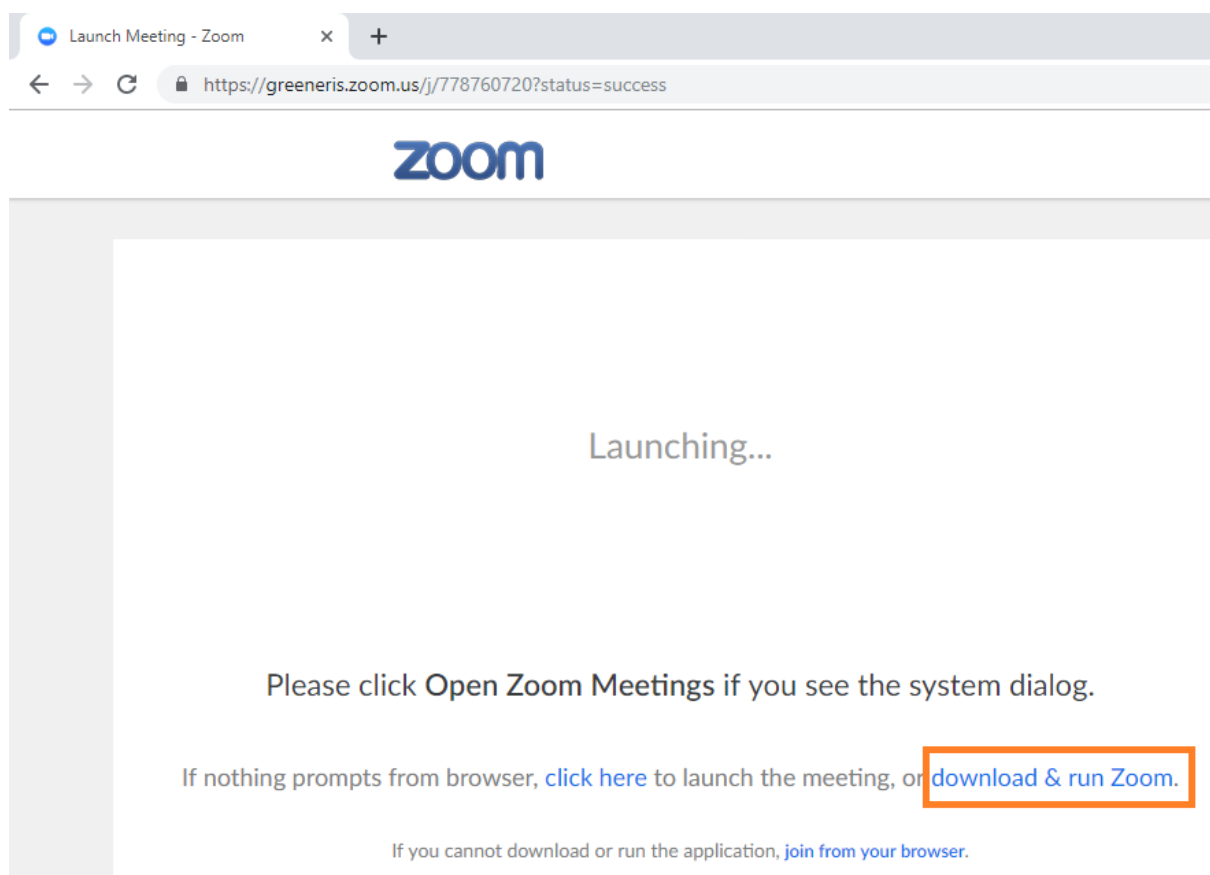 Launch Meeting - Zoom
https://greeneris.zoom.us/j/778760720?status=success
zoom
Launching...
Please click Open Zoom Meetings if you see the system dialog.
If nothing prompts from browser, click here to launch the meeting, or download & run Zoom.
If you cannot download or run the application, join from your browser.